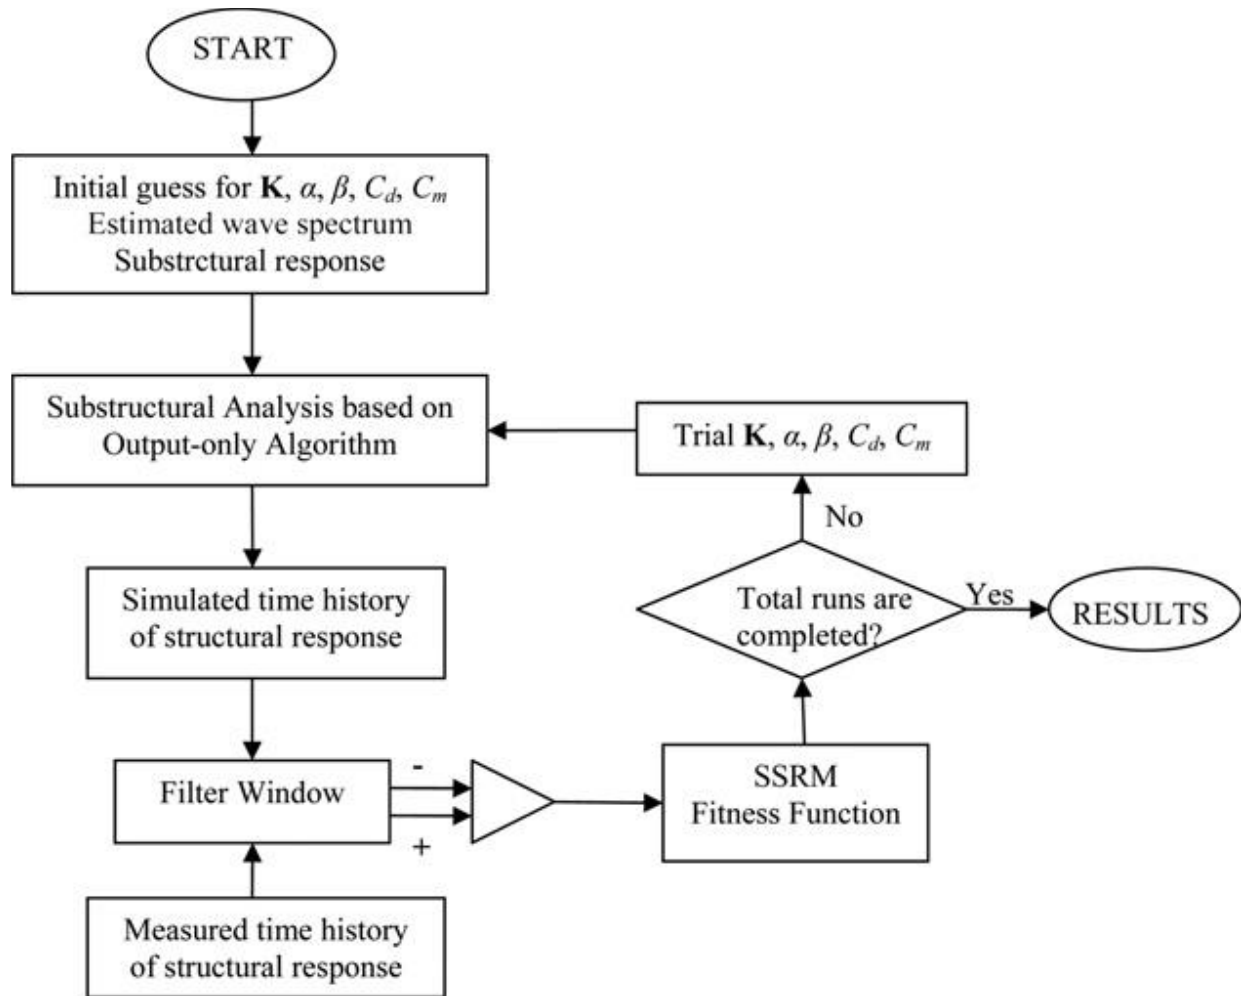 START
Initial guess for K, α, β, C_d, C_m
Estimated wave spectrum
Substrctural response
Substructural Analysis based on
Output-only Algorithm
Trial K, α, β, C_d, C_m
No
Simulated time history
of structural response
Total runs are
completed?
Yes
RESULTS
Filter Window
-
+
SSRM
Fitness Function
Measured time history
of structural response